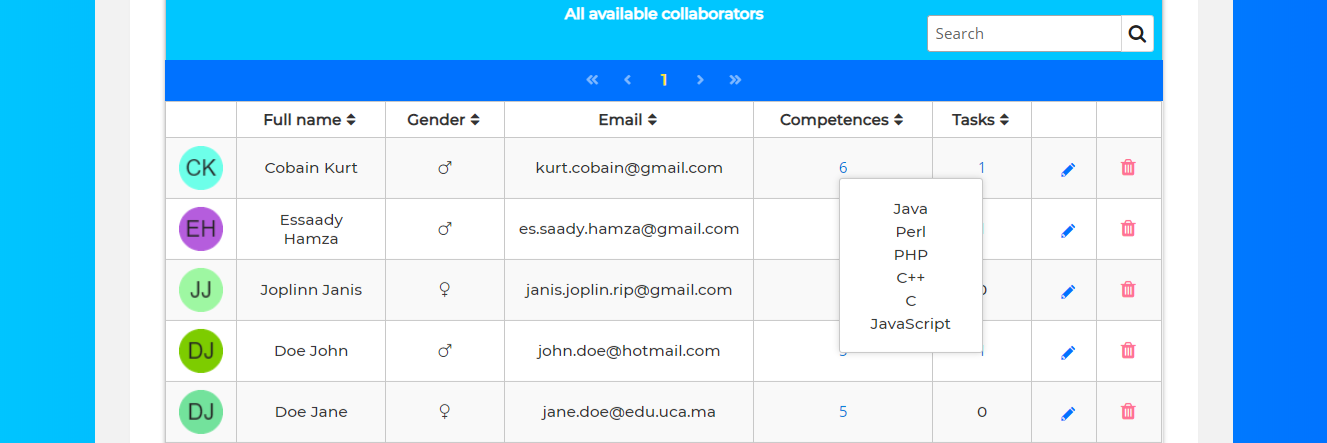 All available collaborators
Search
« ‹ 1 › »
Full name Gender Email Competences Tasks
CK Cobain Kurt ♂ kurt.cobain@gmail.com 6 1
EH Essaady Hamza ♂ es.saady.hamza@gmail.com
JJ Joplinn Janis ♀ janis.joplin.rip@gmail.com
DJ Doe John ♂ john.doe@hotmail.com
DJ Doe Jane ♀ jane.doe@edu.uca.ma 5 0
Java
Perl
PHP
C++
C
JavaScript